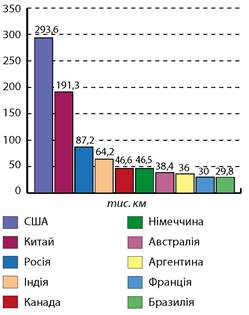 350
300
250
200
150
100
50
0
293,6
191,3
87,2
64,2
46,6
46,5
38,4
36
30
29,8
тис. км
США
Китай
Росія
Індія
Канада
Німеччина
Австралія
Аргентина
Франція
Бразилія